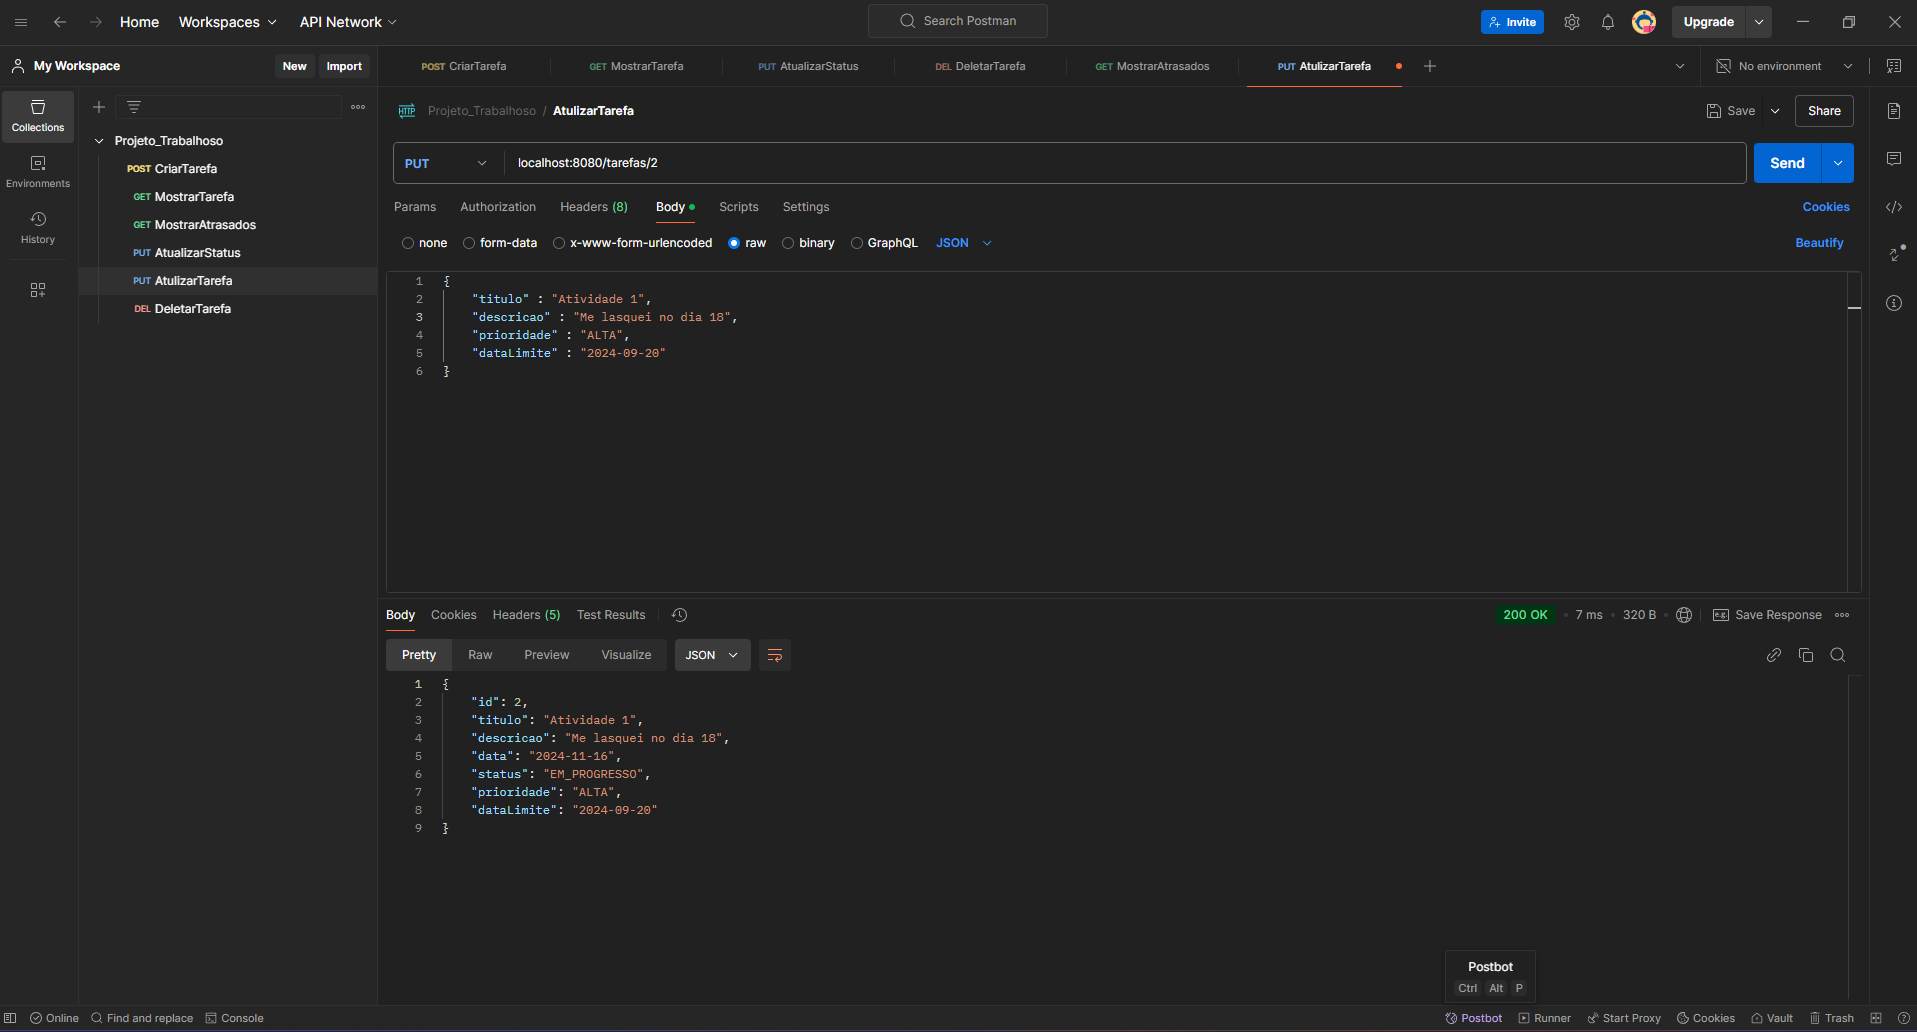 Home Workspaces API Network Search Postman Invite Upgrade
My Workspace New Import
POST CriarTarefa GET MostrarTarefa PUT AtualizarStatus DEL DeletarTarefa GET MostrarAtrasados PUT AtulizarTarefa No environment
Collections
Environments
History
Projeto_Trabalhoso
POST CriarTarefa
GET MostrarTarefa
GET MostrarAtrasados
PUT AtualizarStatus
PUT AtulizarTarefa
DEL DeletarTarefa
HTTP Projeto_Trabalhoso / AtulizarTarefa Save Share
PUT localhost:8080/tarefas/2 Send
Params Authorization Headers (8) Body Scripts Settings Cookies
none form-data x-www-form-urlencoded raw binary GraphQL JSON Beautify
1 {
2 "titulo" : "Atividade 1",
3 "descricao" : "Me lasquei no dia 18",
4 "prioridade" : "ALTA",
5 "dataLimite" : "2024-09-20"
6 }
Body Cookies Headers (5) Test Results 200 OK • 7 ms • 320 B • e.g. Save Response
Pretty Raw Preview Visualize JSON
1 {
2 "id": 2,
3 "titulo": "Atividade 1",
4 "descricao": "Me lasquei no dia 18",
5 "data": "2024-11-16",
6 "status": "EM_PROGRESSO",
7 "prioridade": "ALTA",
8 "dataLimite": "2024-09-20"
9 }
Postbot
Ctrl Alt P
Online Find and replace Console Postbot Runner Start Proxy Cookies Vault Trash